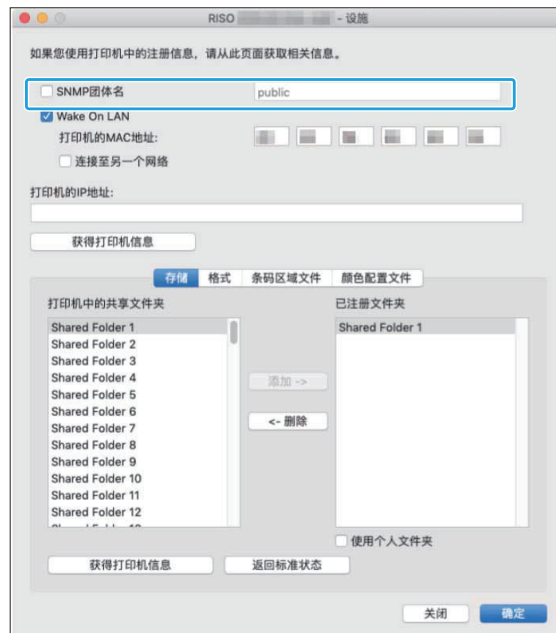 RISO - 设施
如果您使用打印机中的注册信息，请从此页面获取相关信息。
SNMP团体名 public
Wake On LAN
打印机的MAC地址:
连接至另一个网络
打印机的IP地址:
获得打印机信息
存储 格式 条码区域文件 颜色配置文件
打印机中的共享文件夹 已注册文件夹
Shared Folder 1 Shared Folder 1
Shared Folder 2
Shared Folder 3
Shared Folder 4
Shared Folder 5
添加 ->
Shared Folder 6
Shared Folder 7
<- 删除
Shared Folder 8
Shared Folder 9
Shared Folder 10
Shared Folder 11
Shared Folder 12
使用个人文件夹
获得打印机信息 返回标准状态
关闭 确定